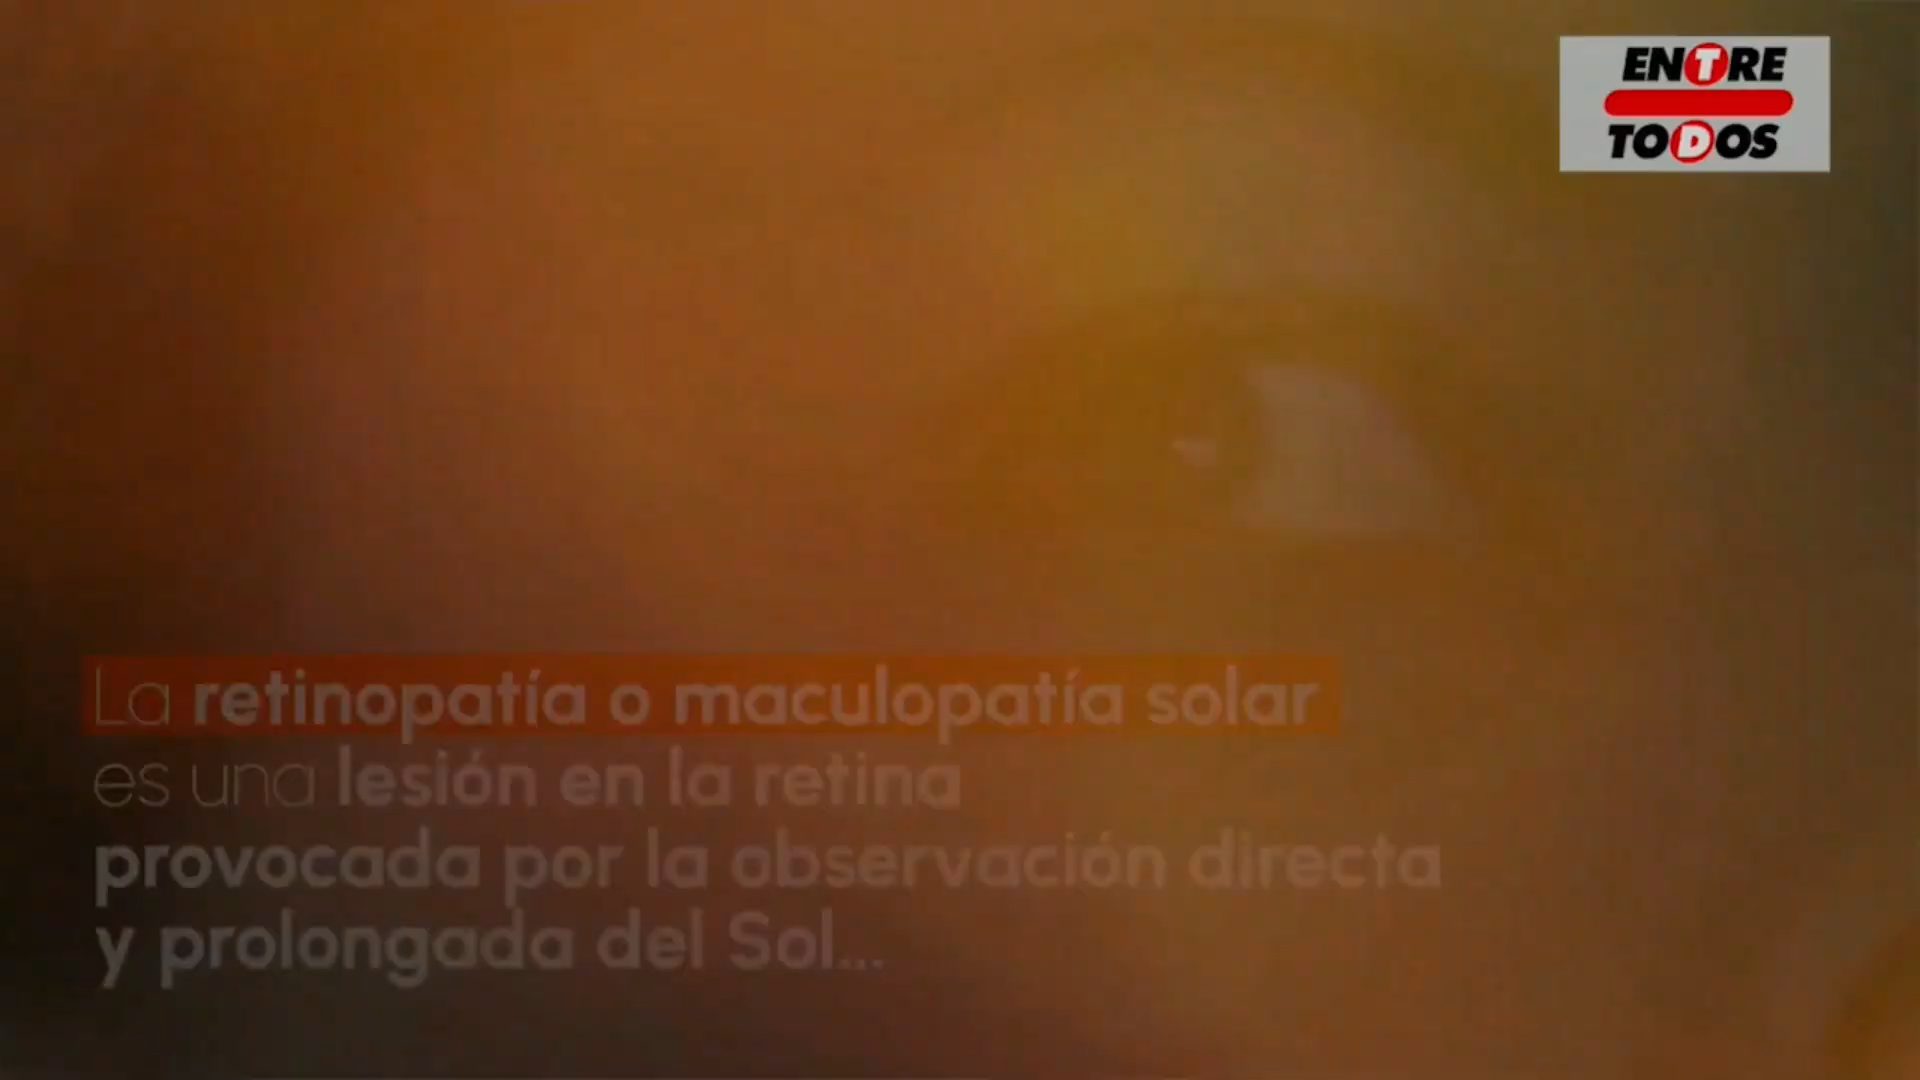 ENTRE
TODOS
La retinopatía o maculopatía solar
es una lesión en la retina
provocada por la observación directa
y prolongada del Sol...